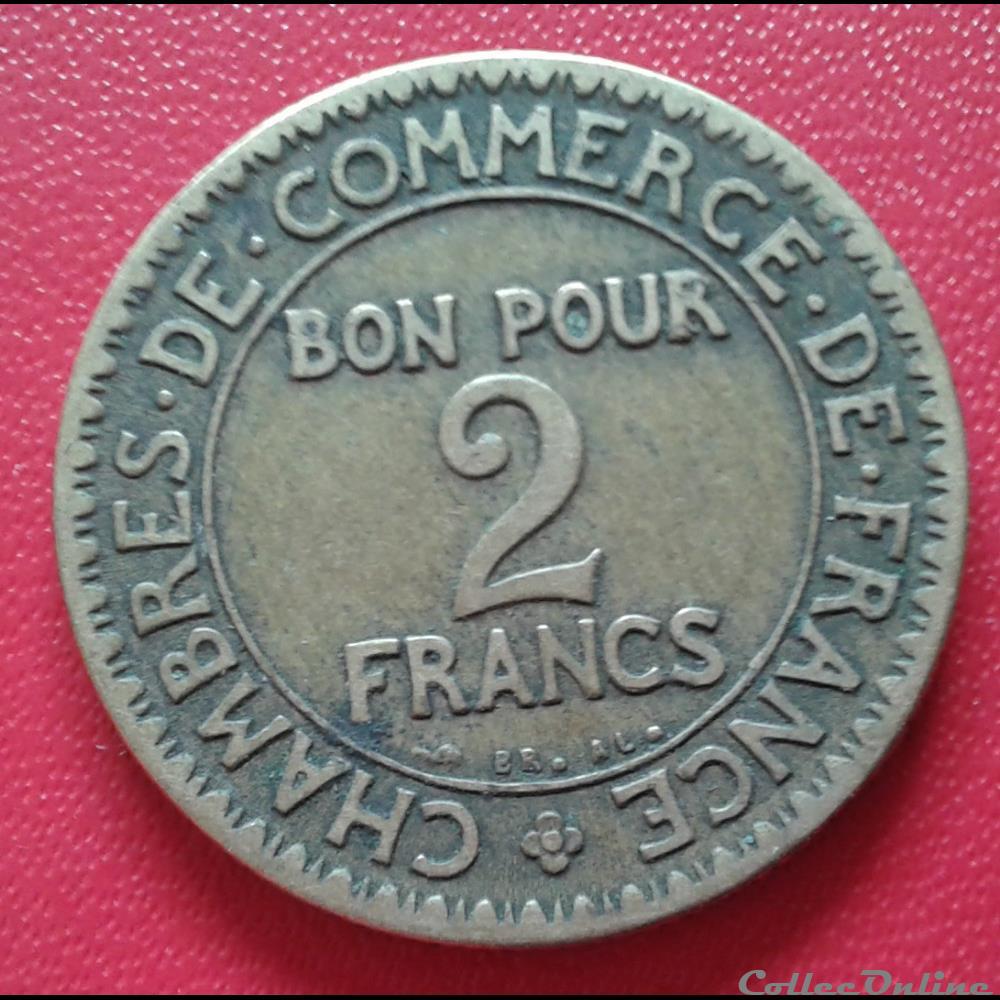 CHAMBRES·DE·COMMERCE·DE·FRANCE
BON POUR
2
FRANCS
BR. AL.
CollecOnline